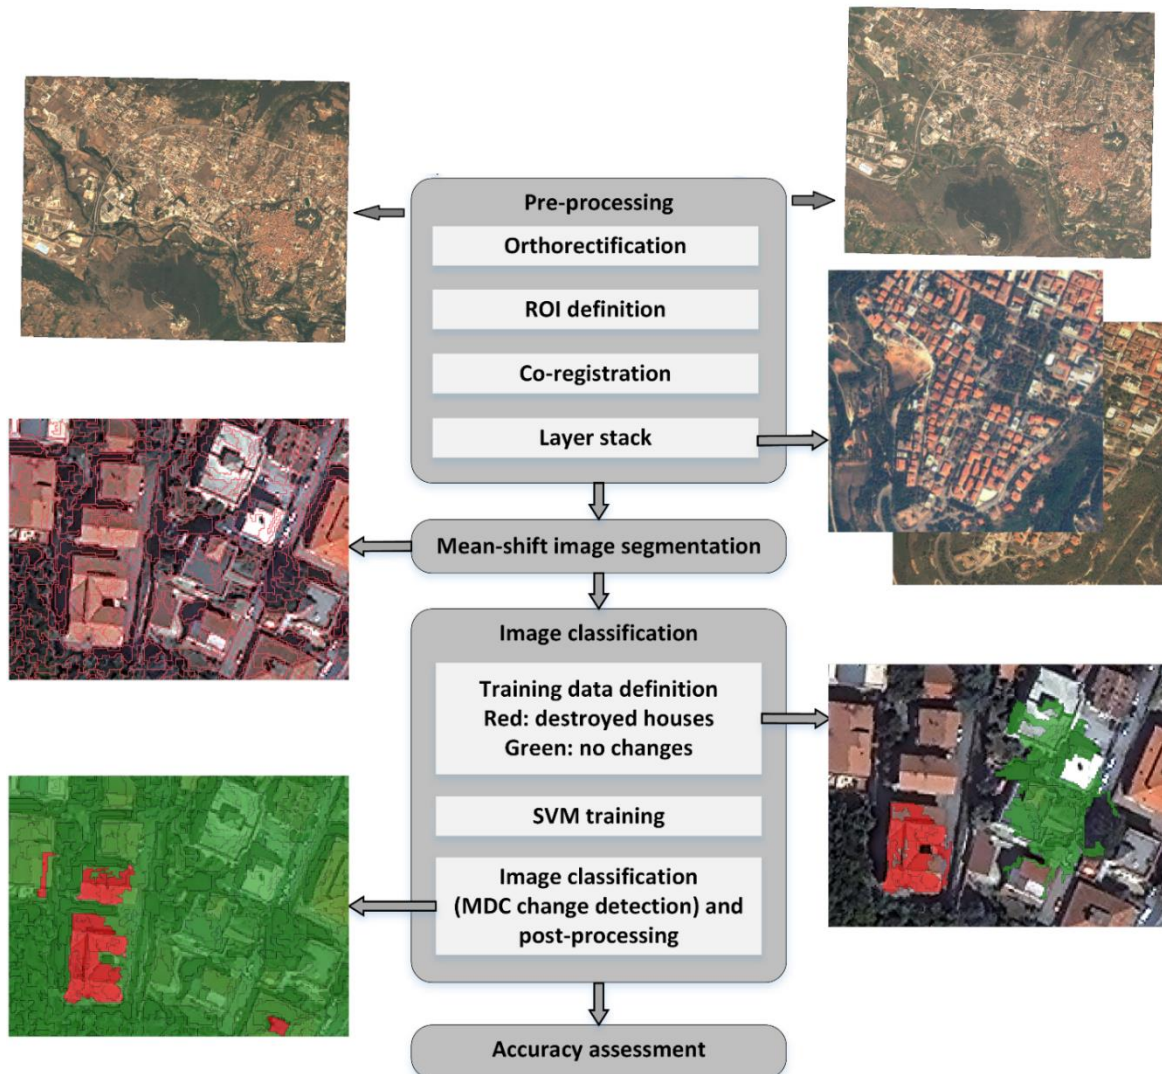 Pre-processing
Orthorectification
ROI definition
Co-registration
Layer stack
Mean-shift image segmentation
Image classification
Training data definition
Red: destroyed houses
Green: no changes
SVM training
Image classification
(MDC change detection) and
post-processing
Accuracy assessment